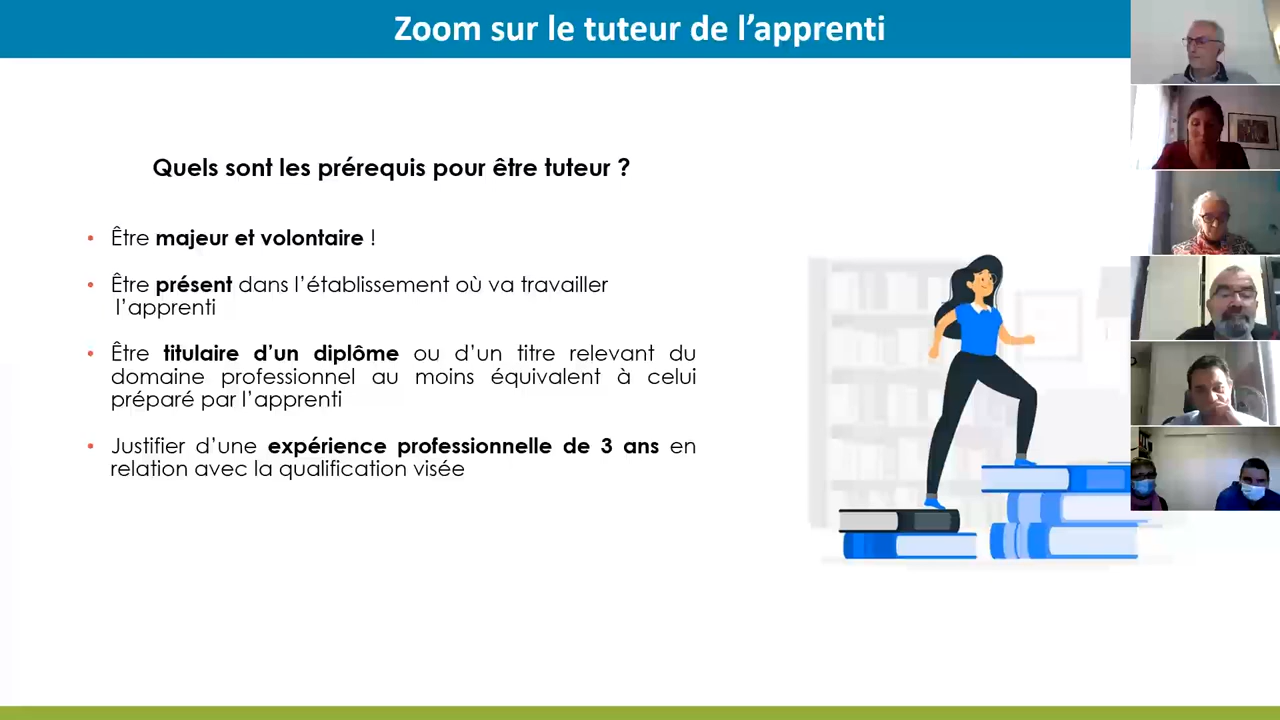 Zoom sur le tuteur de l’apprenti
Quels sont les prérequis pour être tuteur ?
• Être majeur et volontaire !
• Être présent dans l’établissement où va travailler
l’apprenti
• Être titulaire d’un diplôme ou d’un titre relevant du
domaine professionnel au moins équivalent à celui
préparé par l’apprenti
• Justifier d’une expérience professionnelle de 3 ans en
relation avec la qualification visée